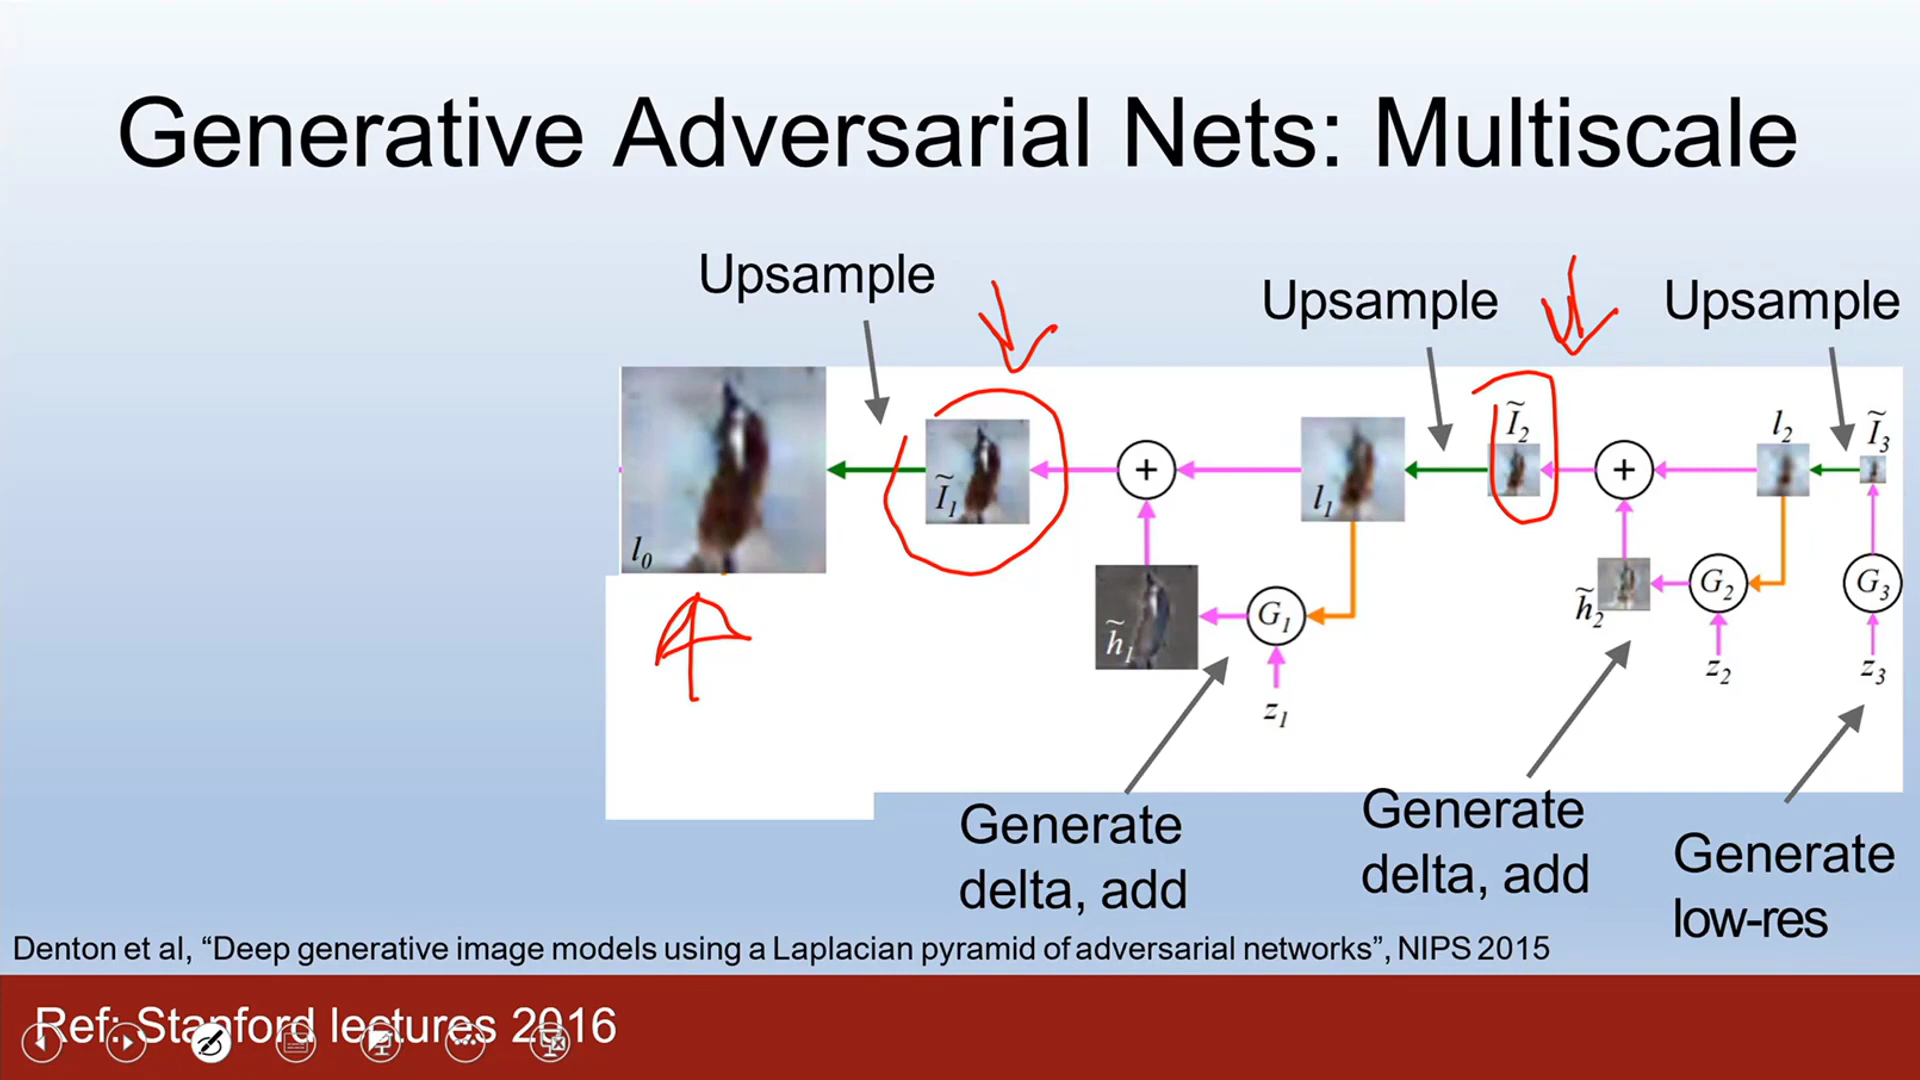 Generative Adversarial Nets: Multiscale
Upsample
Upsample
Upsample
l0
Ĩ1
+
l1
Ĩ2
+
l2
Ĩ3
h̃1
G1
z1
h̃2
G2
z2
G3
z3
Generate
delta, add
Generate
delta, add
Generate
low-res
Denton et al, “Deep generative image models using a Laplacian pyramid of adversarial networks”, NIPS 2015
Ref: Stanford lectures 2016